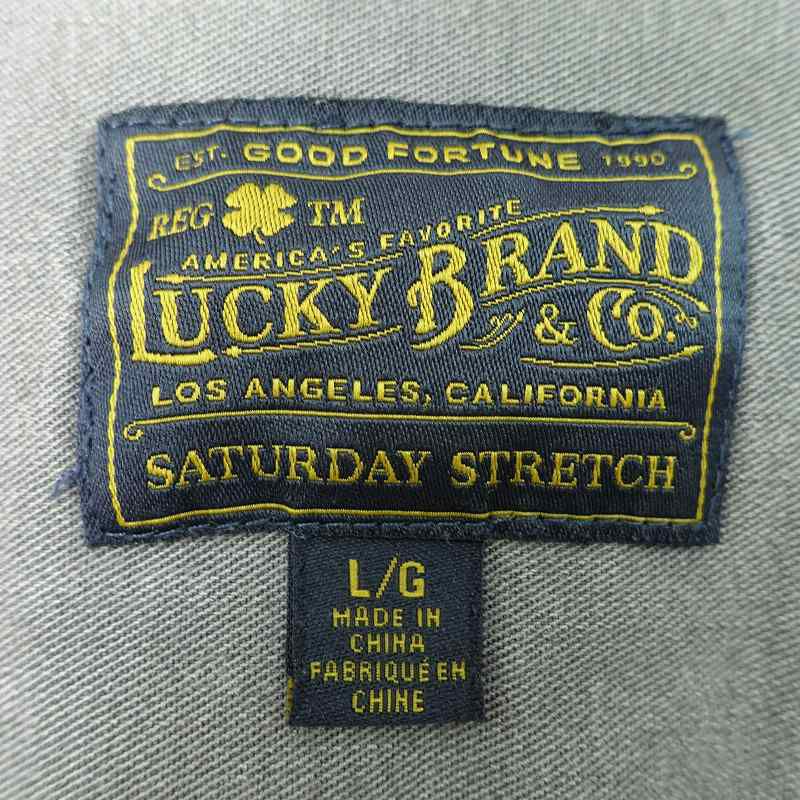 EST. GOOD FORTUNE 1990
REG TM
AMERICA'S FAVORITE
LUCKY BRAND
& CO.
LOS ANGELES, CALIFORNIA
SATURDAY STRETCH
L/G
MADE IN
CHINA
FABRIQUÉ EN
CHINE